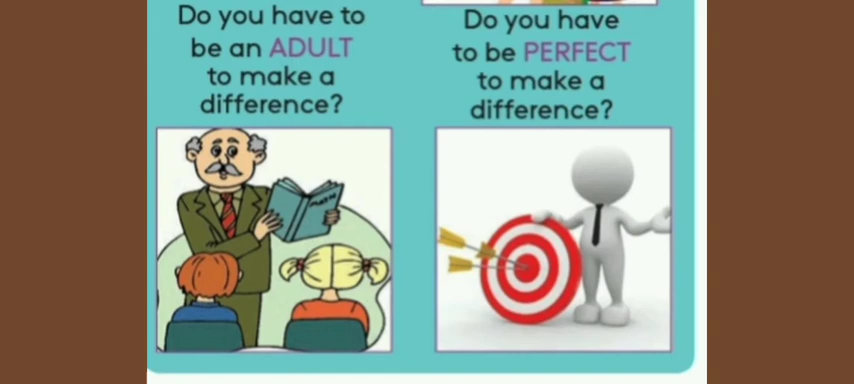 Do you have to
be an ADULT
to make a
difference?
Do you have
to be PERFECT
to make a
difference?
MATH